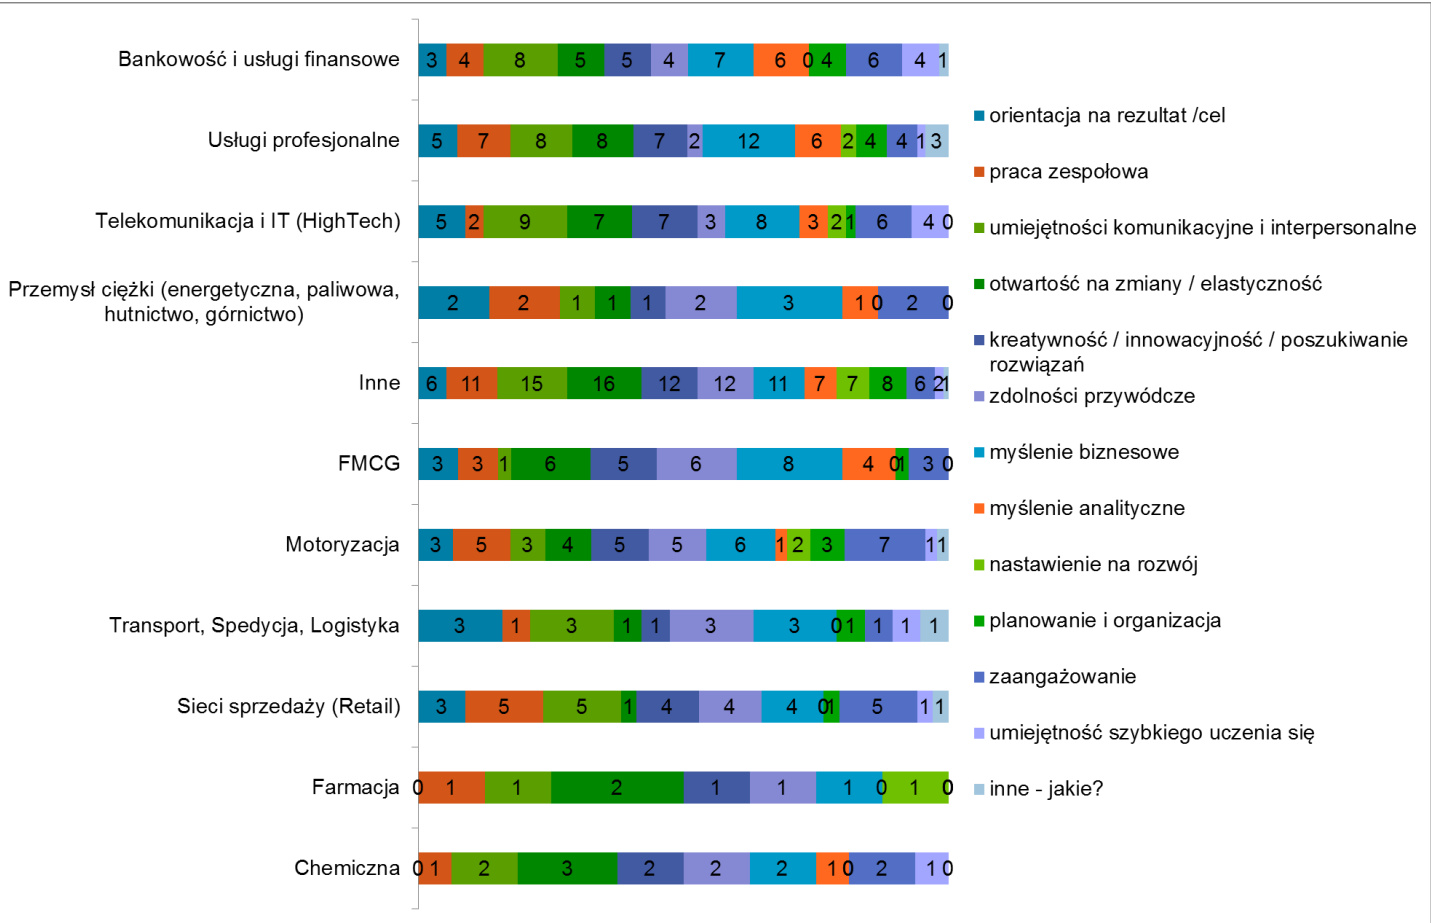 Bankowość i usługi finansowe
3 4 8 5 5 4 7 6 0 4 6 4 1
Usługi profesjonalne
5 7 8 8 7 2 12 6 2 4 4 1 3
Telekomunikacja i IT (HighTech)
5 2 9 7 7 3 8 3 2 1 6 4 0
Przemysł ciężki (energetyczna, paliwowa,
hutnictwo, górnictwo)
2 2 1 1 1 2 3 1 0 2 0
Inne
6 11 15 16 12 12 11 7 7 8 6 2 1
FMCG
3 3 1 6 5 6 8 4 0 1 3 0
Motoryzacja
3 5 3 4 5 5 6 1 2 3 7 1 1
Transport, Spedycja, Logistyka
3 1 3 1 1 3 3 0 1 1 1 1
Sieci sprzedaży (Retail)
3 5 5 1 4 4 4 0 1 5 1 1
Farmacja
0 1 1 2 1 1 1 0 1 0
Chemiczna
0 1 2 3 2 2 2 1 0 2 1 0
orientacja na rezultat /cel
praca zespołowa
umiejętności komunikacyjne i interpersonalne
otwartość na zmiany / elastyczność
kreatywność / innowacyjność / poszukiwanie
rozwiązań
zdolności przywódcze
myślenie biznesowe
myślenie analityczne
nastawienie na rozwój
planowanie i organizacja
zaangażowanie
umiejętność szybkiego uczenia się
inne - jakie?